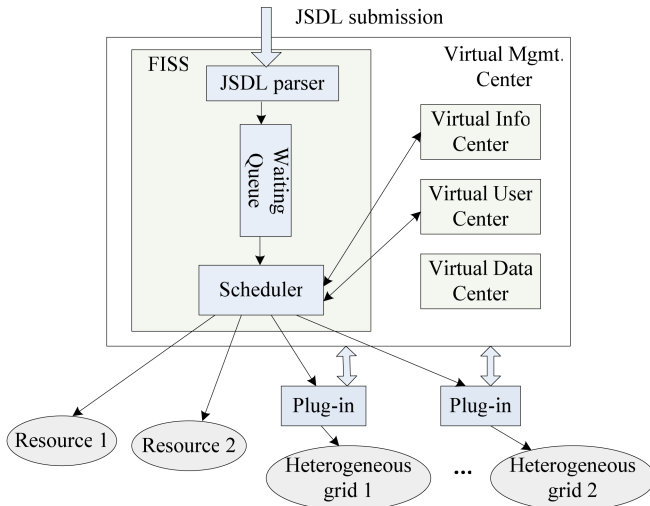 JSDL submission
FISS
Virtual Mgmt.
Center
JSDL parser
Virtual Info
Center
Waiting
Queue
Virtual User
Center
Virtual Data
Center
Scheduler
Plug-in
Plug-in
Resource 1
Resource 2
Heterogeneous
grid 1
...
Heterogeneous
grid 2